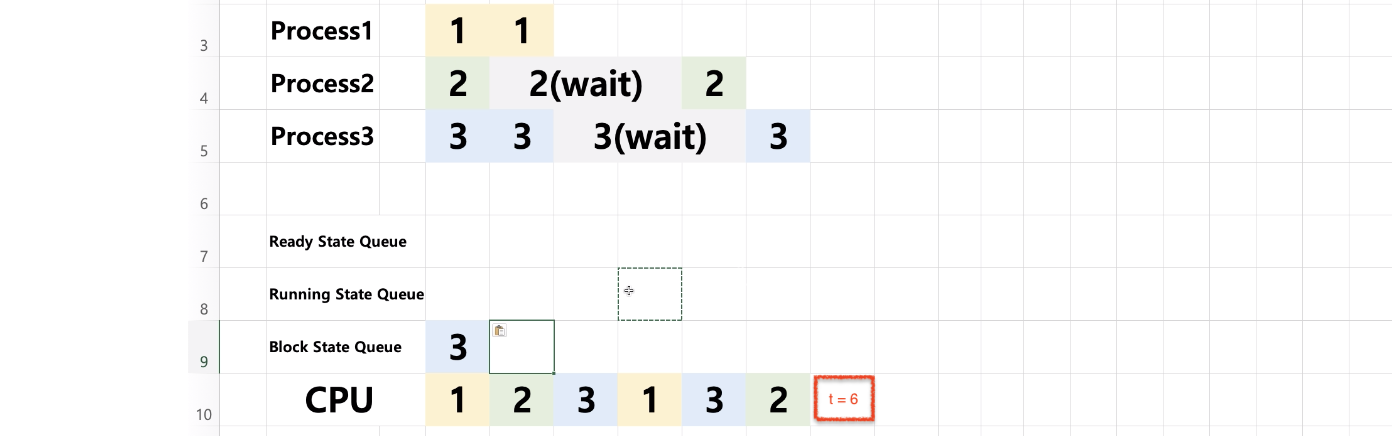 3 Process1 1 1
4 Process2 2 2(wait) 2
5 Process3 3 3 3(wait) 3
6
7 Ready State Queue
8 Running State Queue
9 Block State Queue 3
10 CPU 1 2 3 1 3 2 t = 6